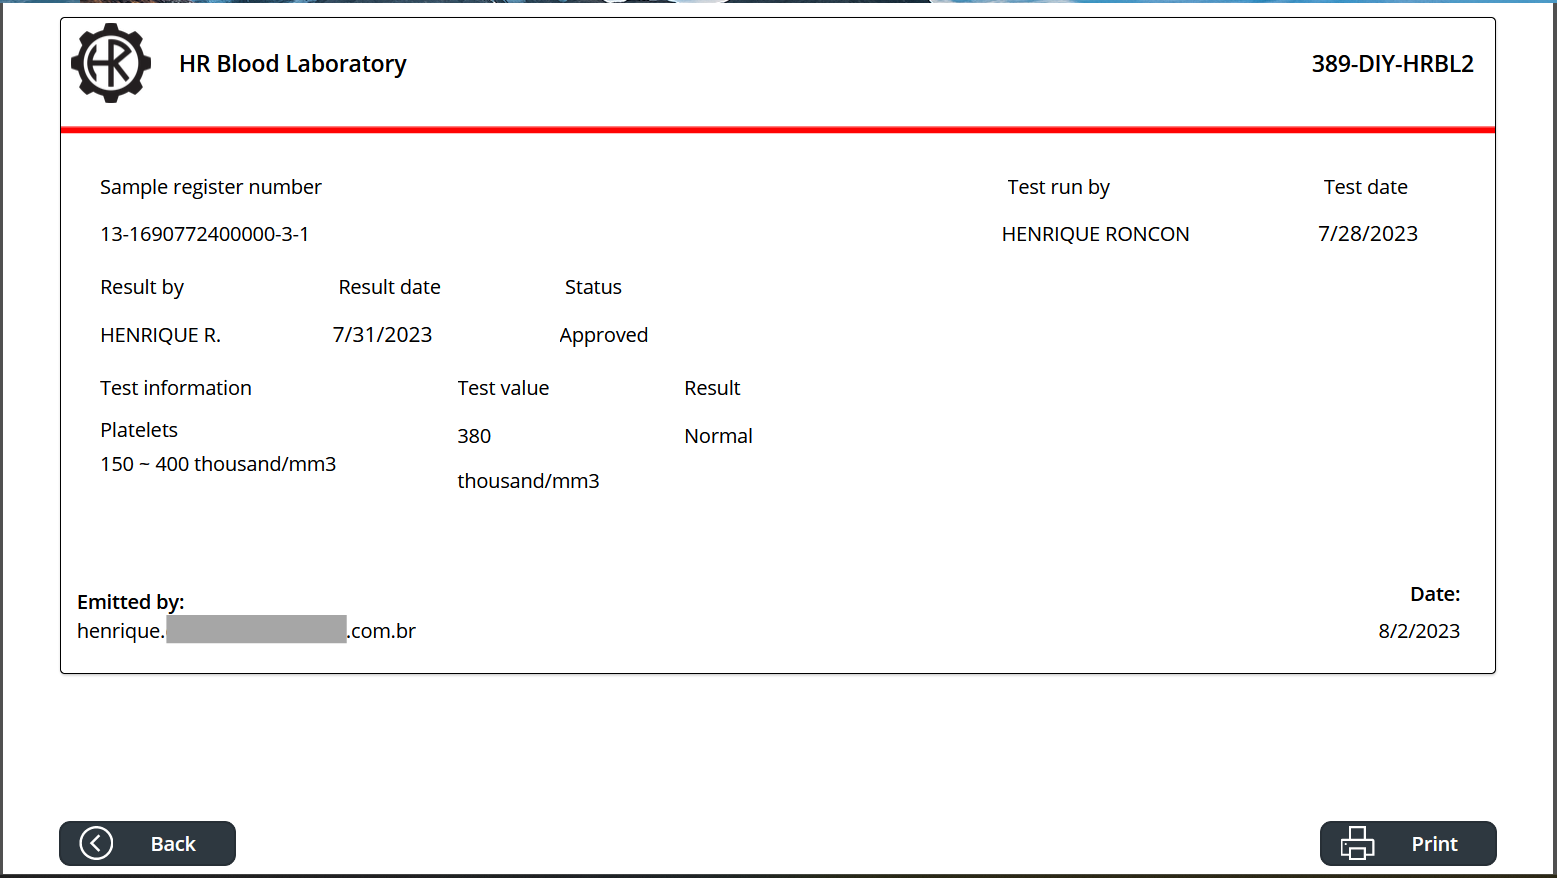 HR
HR Blood Laboratory
389-DIY-HRBL2
Sample register number
Test run by
Test date
13-1690772400000-3-1
HENRIQUE RONCON
7/28/2023
Result by
Result date
Status
HENRIQUE R.
7/31/2023
Approved
Test information
Test value
Result
Platelets
150 ~ 400 thousand/mm3
380
Normal
thousand/mm3
Emitted by:
henrique.
.com.br
Date:
8/2/2023
Back
Print